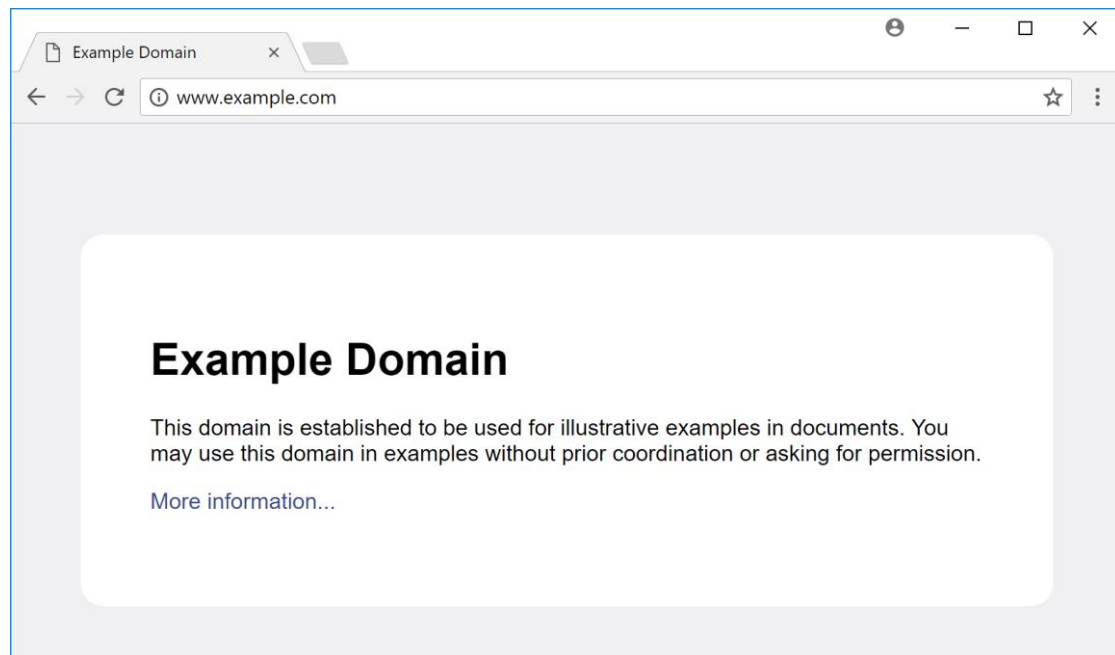 Example Domain
www.example.com
Example Domain
This domain is established to be used for illustrative examples in documents. You
may use this domain in examples without prior coordination or asking for permission.
More information...